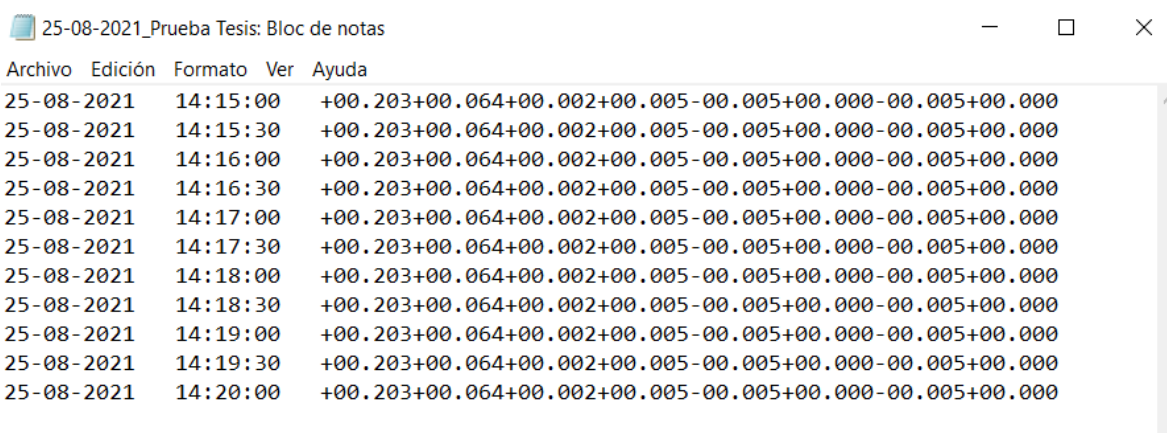 25-08-2021_Prueba Tesis: Bloc de notas
Archivo Edición Formato Ver Ayuda
25-08-2021 14:15:00 +00.203+00.064+00.002+00.005-00.005+00.000-00.005+00.000
25-08-2021 14:15:30 +00.203+00.064+00.002+00.005-00.005+00.000-00.005+00.000
25-08-2021 14:16:00 +00.203+00.064+00.002+00.005-00.005+00.000-00.005+00.000
25-08-2021 14:16:30 +00.203+00.064+00.002+00.005-00.005+00.000-00.005+00.000
25-08-2021 14:17:00 +00.203+00.064+00.002+00.005-00.005+00.000-00.005+00.000
25-08-2021 14:17:30 +00.203+00.064+00.002+00.005-00.005+00.000-00.005+00.000
25-08-2021 14:18:00 +00.203+00.064+00.002+00.005-00.005+00.000-00.005+00.000
25-08-2021 14:18:30 +00.203+00.064+00.002+00.005-00.005+00.000-00.005+00.000
25-08-2021 14:19:00 +00.203+00.064+00.002+00.005-00.005+00.000-00.005+00.000
25-08-2021 14:19:30 +00.203+00.064+00.002+00.005-00.005+00.000-00.005+00.000
25-08-2021 14:20:00 +00.203+00.064+00.002+00.005-00.005+00.000-00.005+00.000